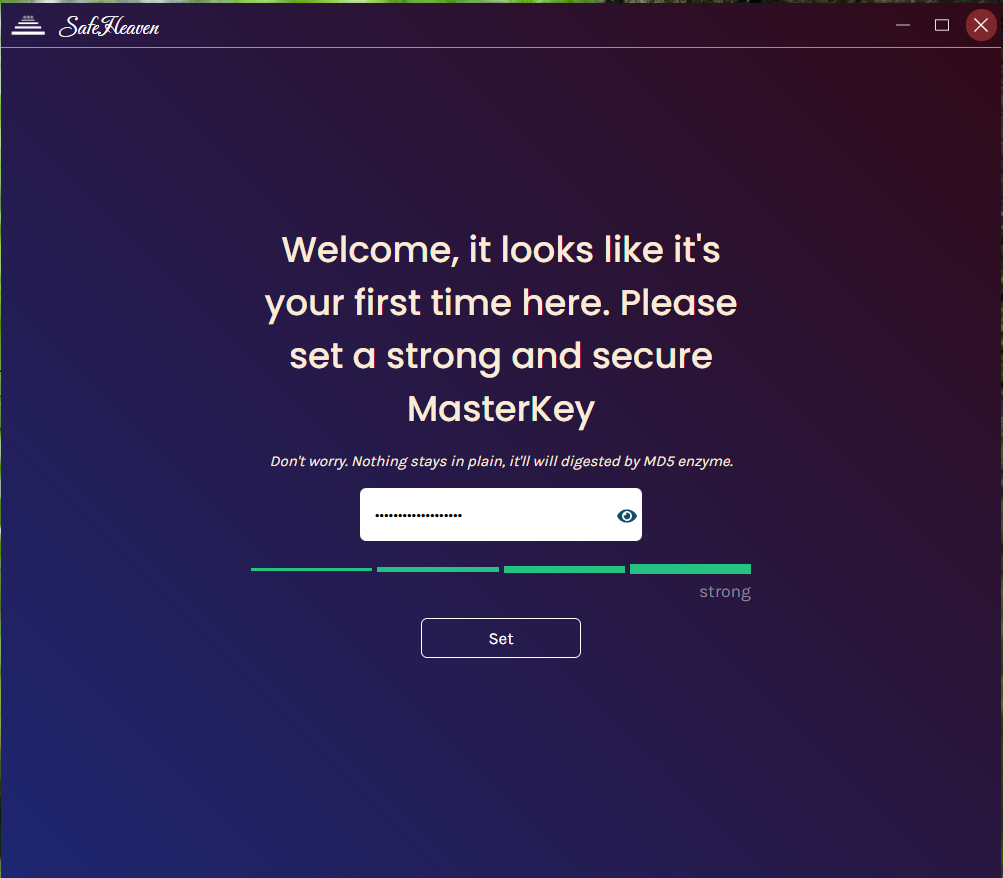 SafeHeaven
Welcome, it looks like it's
your first time here. Please
set a strong and secure
MasterKey
Don't worry. Nothing stays in plain, it'll will digested by MD5 enzyme.
strong
Set